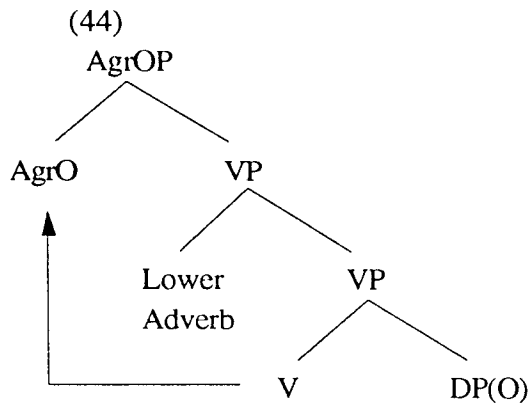 (44)
AgrOP
AgrO VP
Lower VP
Adverb
V DP(O)